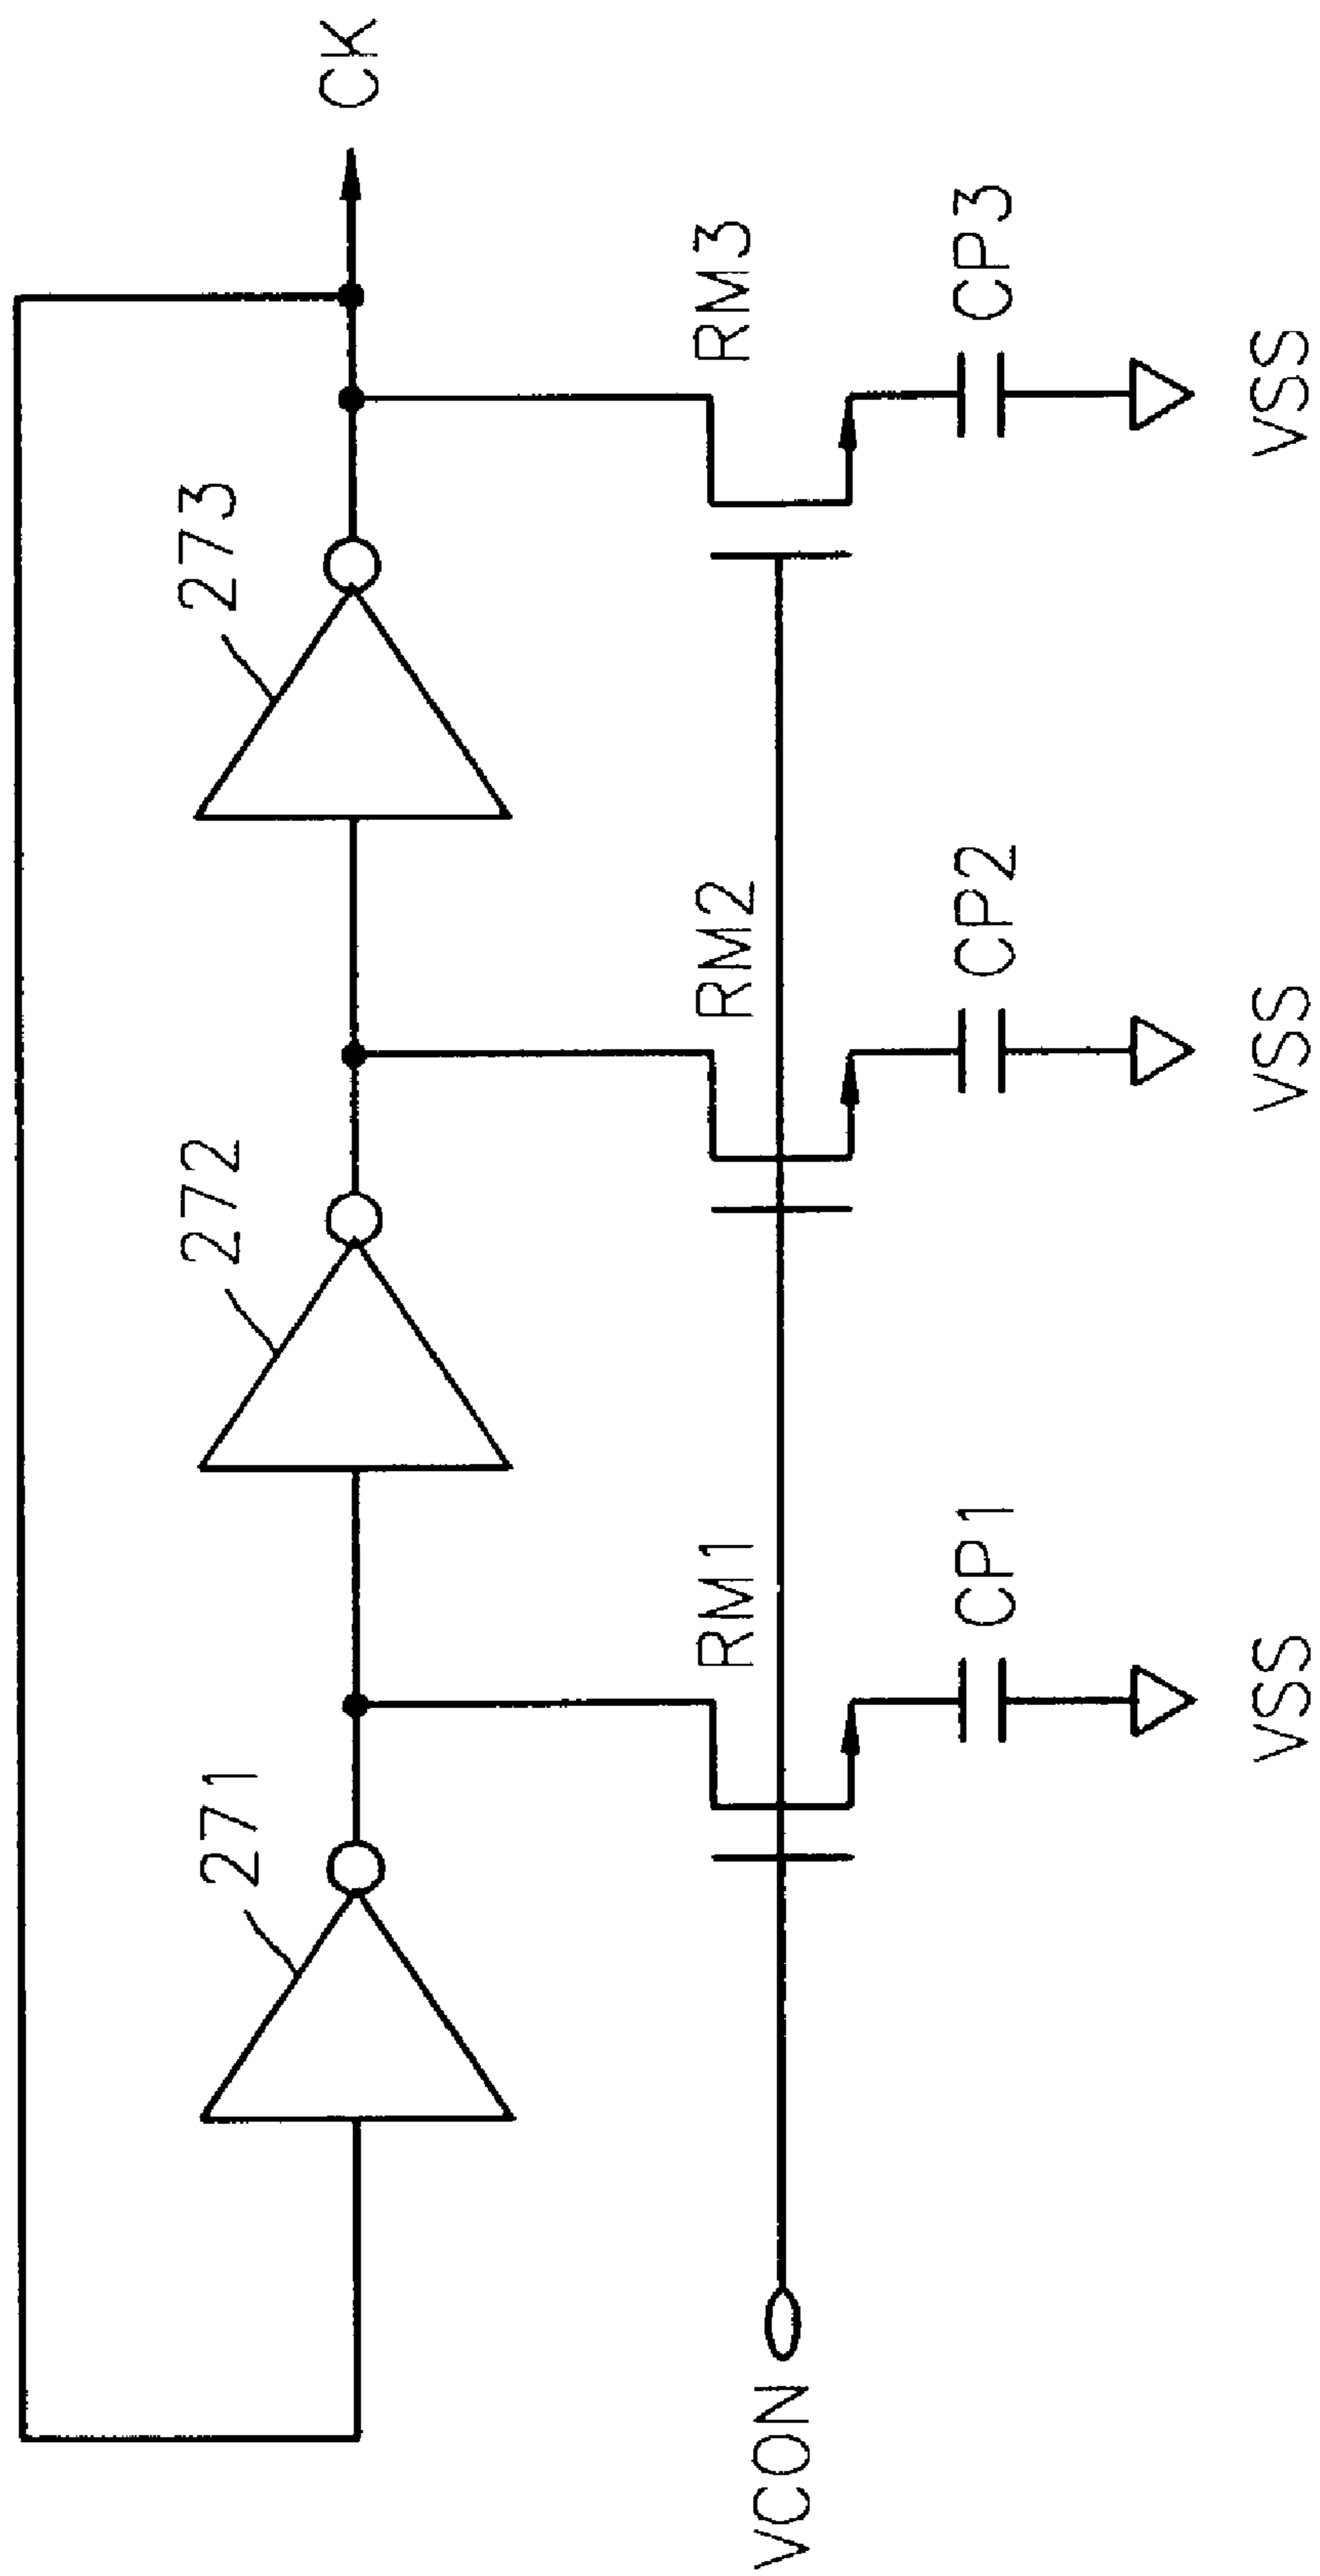 CK
271
272
273
RM1
RM2
RM3
VCON
CP1
CP2
CP3
VSS
VSS
VSS